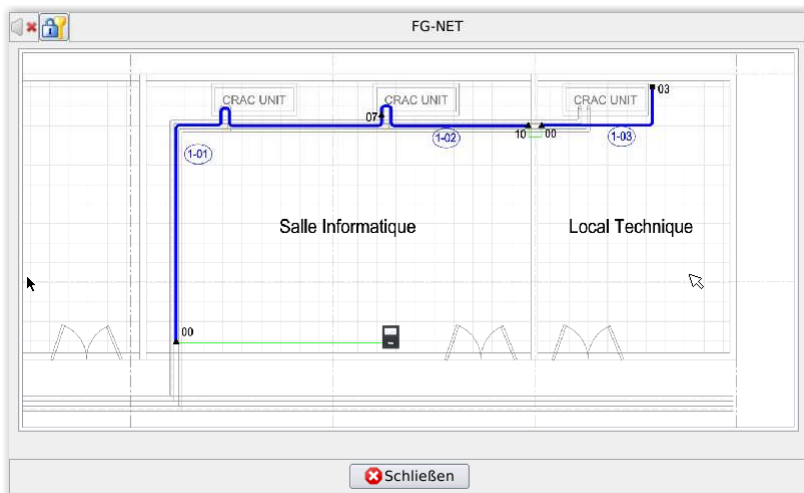 FG-NET
CRAC UNIT
CRAC UNIT
CRAC UNIT
03
07
1-01
1-02
10
00
1-03
Salle Informatique
Local Technique
00
Schließen